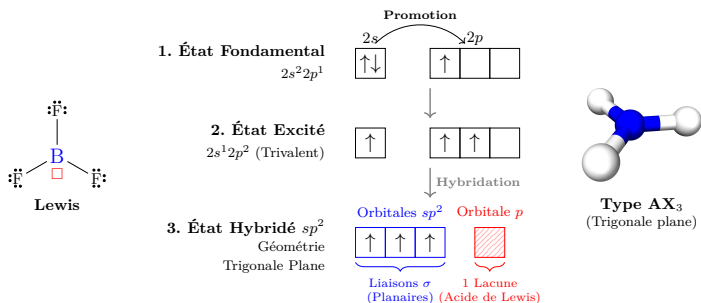 Promotion
2s 2p
1. État Fondamental
2s²2p¹
F
B
F F
Lewis
2. État Excité
2s¹2p² (Trivalent)
Hybridation
Orbitales sp² Orbitale p
3. État Hybridé sp²
Géométrie
Trigonale Plane
Liaisons σ
(Planaires)
1 Lacune
(Acide de Lewis)
Type AX₃
(Trigonale plane)